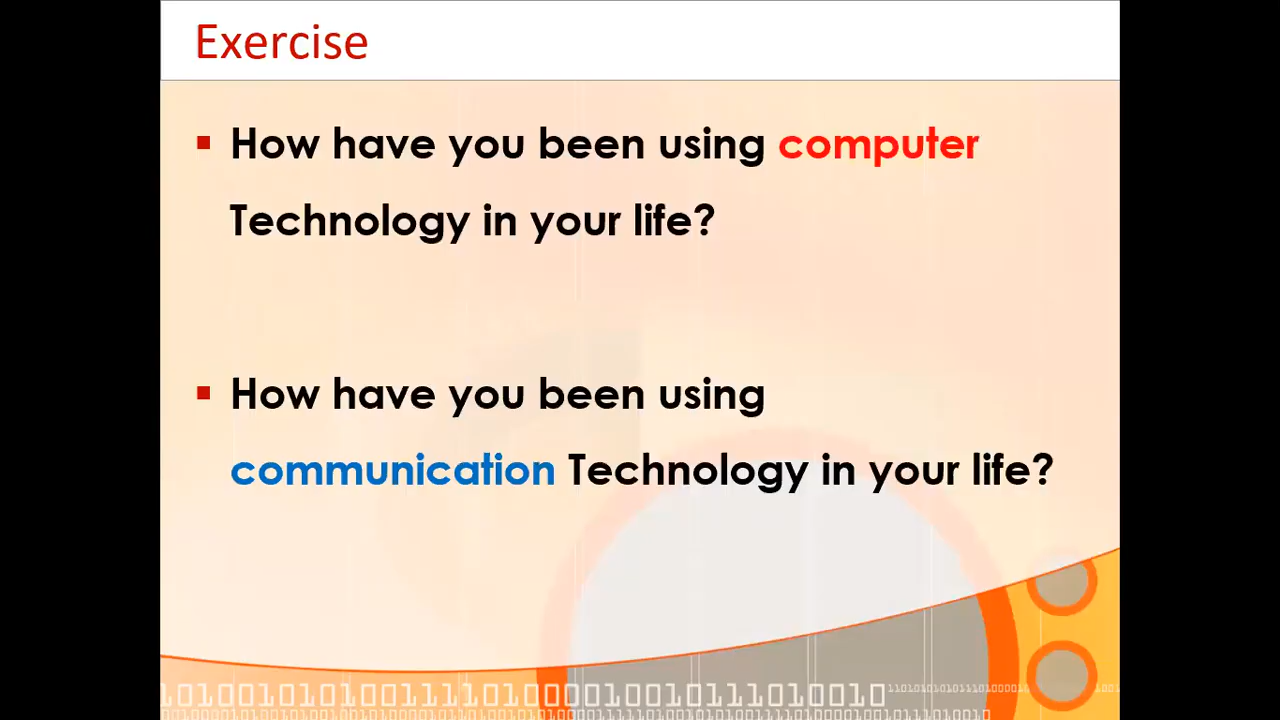 Exercise
How have you been using computer
Technology in your life?
How have you been using
communication Technology in your life?